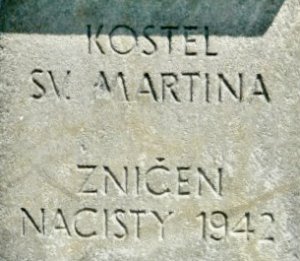 KOSTEL
SV. MARTINA
ZNIČEN
NACISTY 1942